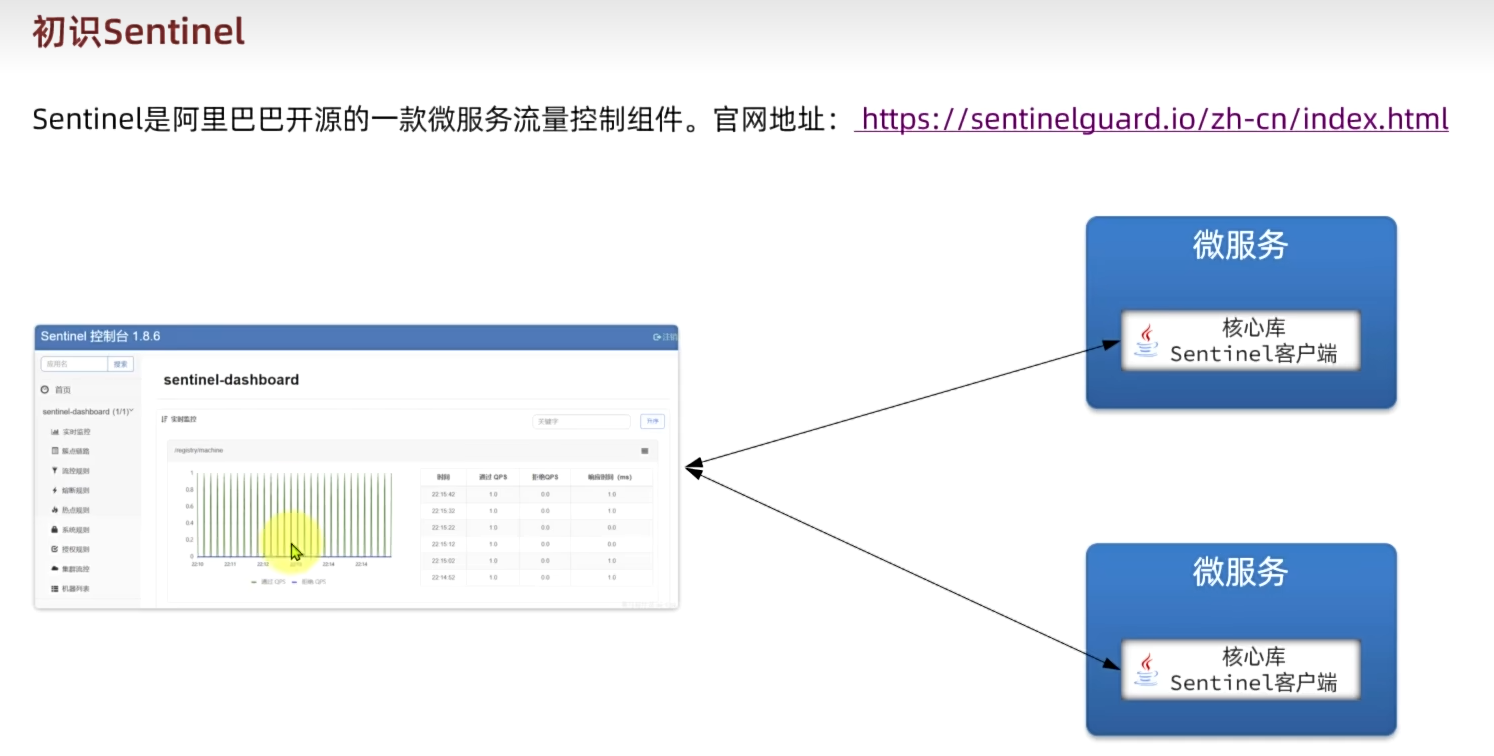 初识Sentinel
Sentinel是阿里巴巴开源的一款微服务流量控制组件。官网地址： https://sentinelguard.io/zh-cn/index.html
微服务
核心库
Sentinel客户端
Sentinel 控制台 1.8.6
注销
应用名
搜索
首页
sentinel-dashboard (1/1)
实时监控
簇点链路
流控规则
熔断规则
热点规则
系统规则
授权规则
集群流控
机器列表
sentinel-dashboard
实时监控
关键字
/registry/machine
1
0.8
0.6
0.4
0.2
0
22:10
22:11
22:12
22:14
22:14
通过 QPS
拒绝 QPS
时间 通过 QPS 拒绝QPS 响应时间 (ms)
22:15:42 1.0 0.0 1.0
22:15:32 1.0 0.0 1.0
22:15:22 1.0 0.0 0.0
22:15:12 1.0 0.0 0.0
22:15:02 1.0 0.0 1.0
22:14:52 1.0 0.0 1.0
微服务
核心库
Sentinel客户端